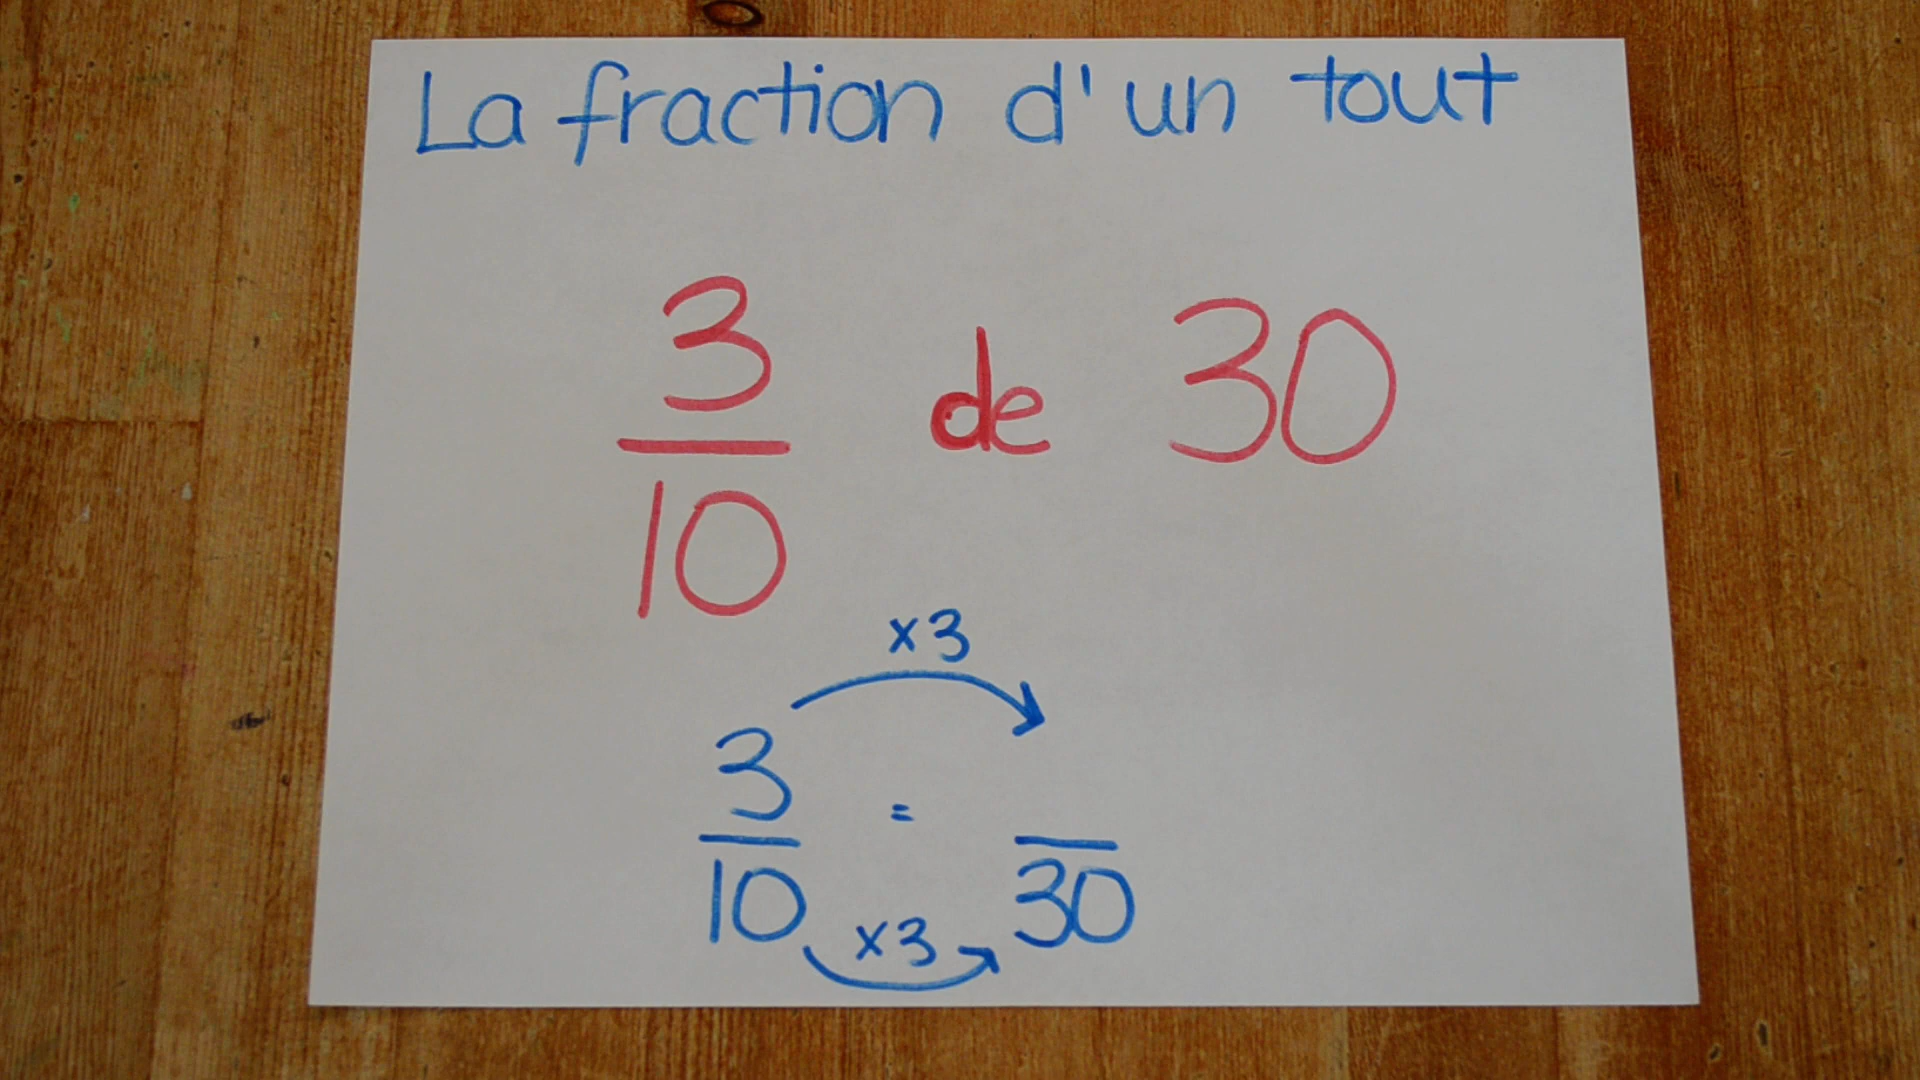 La fraction d'un tout
3/10 de 30
x3
3/10 = /30
x3